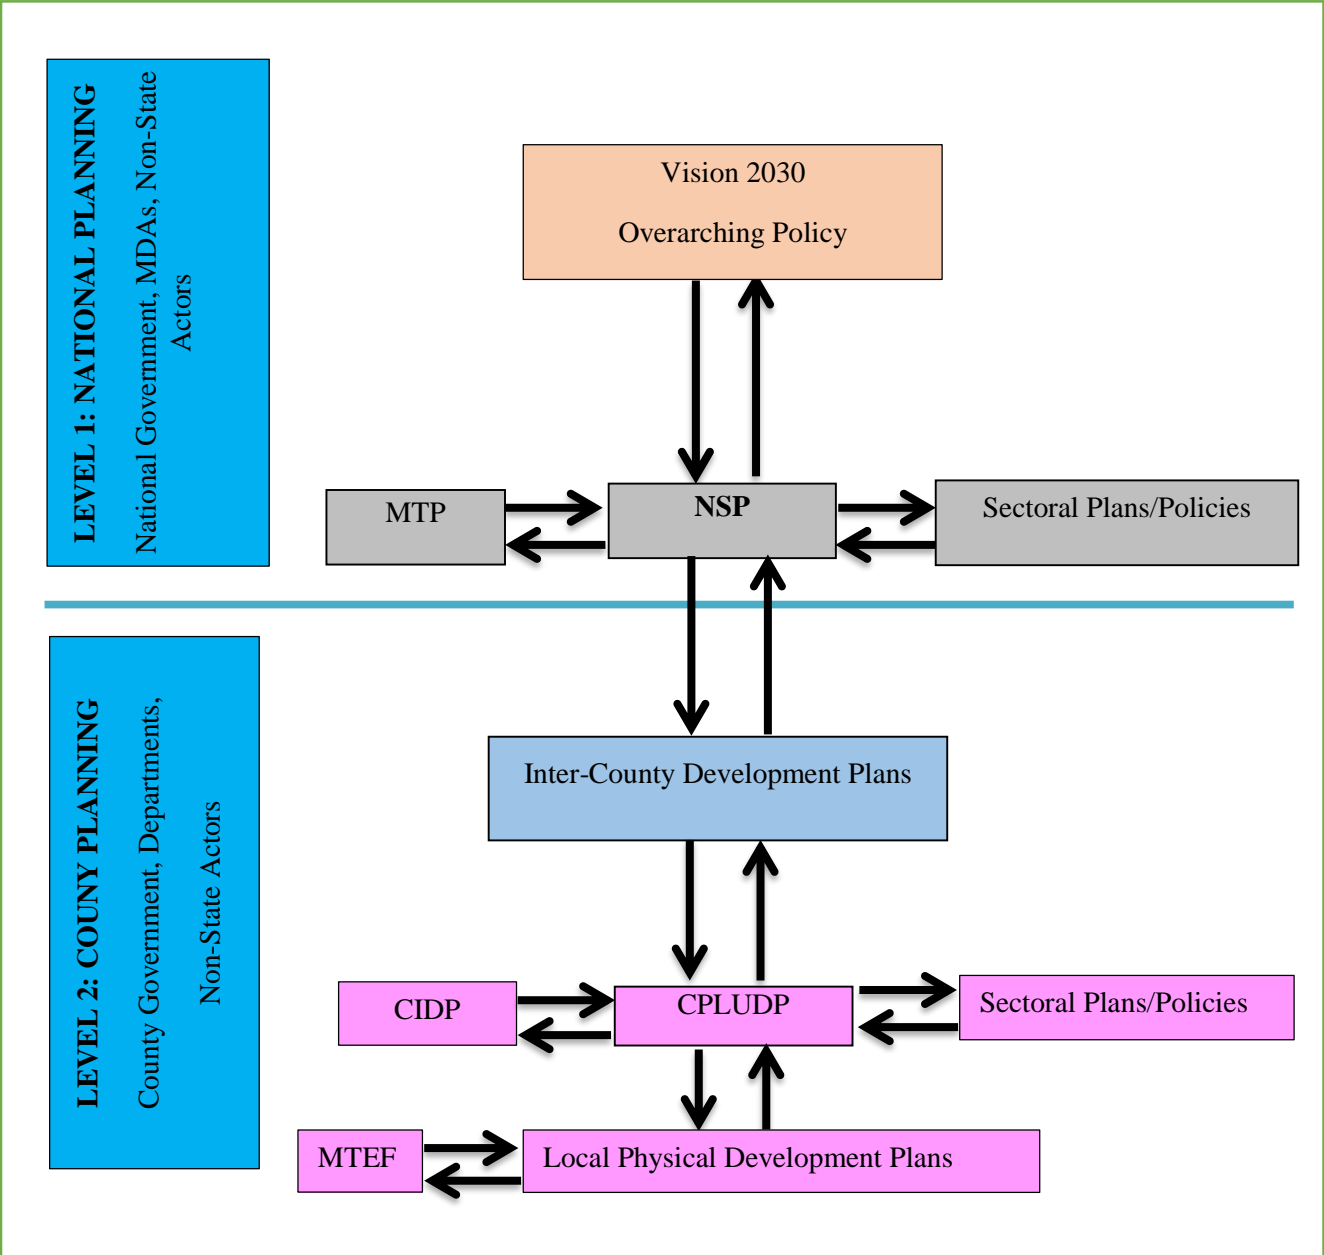 LEVEL 1: NATIONAL PLANNING
National Government, MDAs, Non-State
Actors
Vision 2030
Overarching Policy
MTP
NSP
Sectoral Plans/Policies
LEVEL 2: COUNY PLANNING
County Government, Departments,
Non-State Actors
Inter-County Development Plans
CIDP
CPLUDP
Sectoral Plans/Policies
MTEF
Local Physical Development Plans